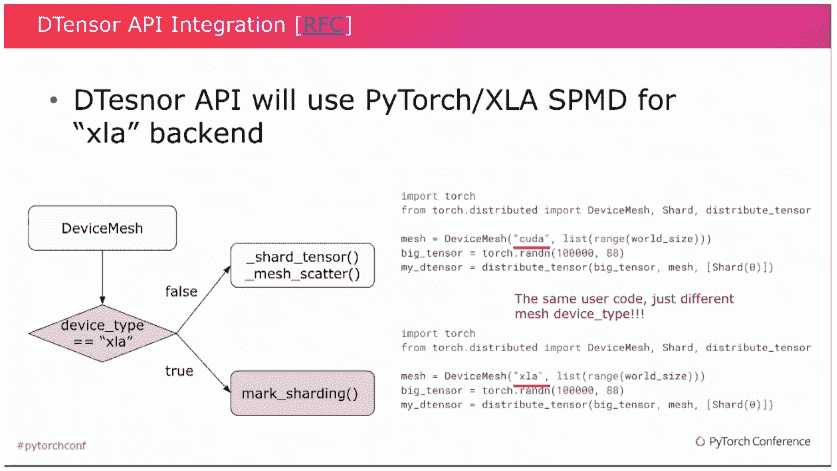 DTensor API Integration [RFC]
• DTesnor API will use PyTorch/XLA SPMD for
“xla” backend
DeviceMesh
device_type
== “xla”
false
true
_shard_tensor()
_mesh_scatter()
mark_sharding()
import torch
from torch.distributed import DeviceMesh, Shard, distribute_tensor
mesh = DeviceMesh("cuda", list(range(world_size)))
big_tensor = torch.randn(100000, 88)
my_dtensor = distribute_tensor(big_tensor, mesh, [Shard(0)])
The same user code, just different
mesh device_type!!!
import torch
from torch.distributed import DeviceMesh, Shard, distribute_tensor
mesh = DeviceMesh("xla", list(range(world_size)))
big_tensor = torch.randn(100000, 88)
my_dtensor = distribute_tensor(big_tensor, mesh, [Shard(0)])
#pytorchconf
PyTorch Conference